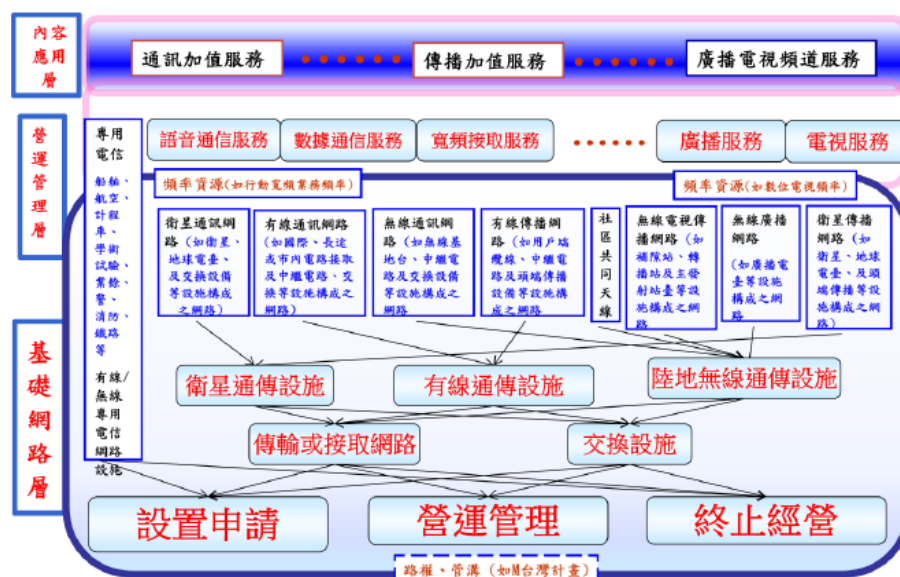 內容
應用
層
通訊加值服務
傳播加值服務
廣播電視頻道服務
營
運
管
理
層
專用
電信
船舶、
航空、
計程
車、
學術
試驗、
業餘、
警、
消防、
鐵路
等
有線/
無線
專用
電信
網路
設施
語音通信服務
數據通信服務
寬頻接取服務
廣播服務
電視服務
頻率資源(如行動寬頻業務頻率)
頻率資源(如數位電視頻率)
衛星通訊網
路(如衛星、
地球電臺、
及交換設備
等設施構成
之網路)
有線通訊網路
(如國際、長途
或市內電路接取
及中繼電路、交
換等設施構成之
網路)
無線通訊網
路(如無線基
地台、中繼電
路及交換設備
等設施構成之
網路)
有線傳播網
路(如用戶端
纜線、中繼電
路及頭端傳播
設備等設施構
成之網路)
社
區
共
同
天
線
無線電視傳
播網路(如
補隙站、轉
播站及主發
射站臺等設
施構成之網
路
無線廣播
網路
(如廣播電
臺等設施
構成之網
路
衛星傳播
網路(如
衛星、地球
電臺、及頭
端傳播等設
施構成之網
路)
基
礎
網
路
層
衛星通傳設施
有線通傳設施
陸地無線通傳設施
傳輸或接取網路
交換設施
設置申請
營運管理
終止經營
路權、管溝(如M台灣計畫)